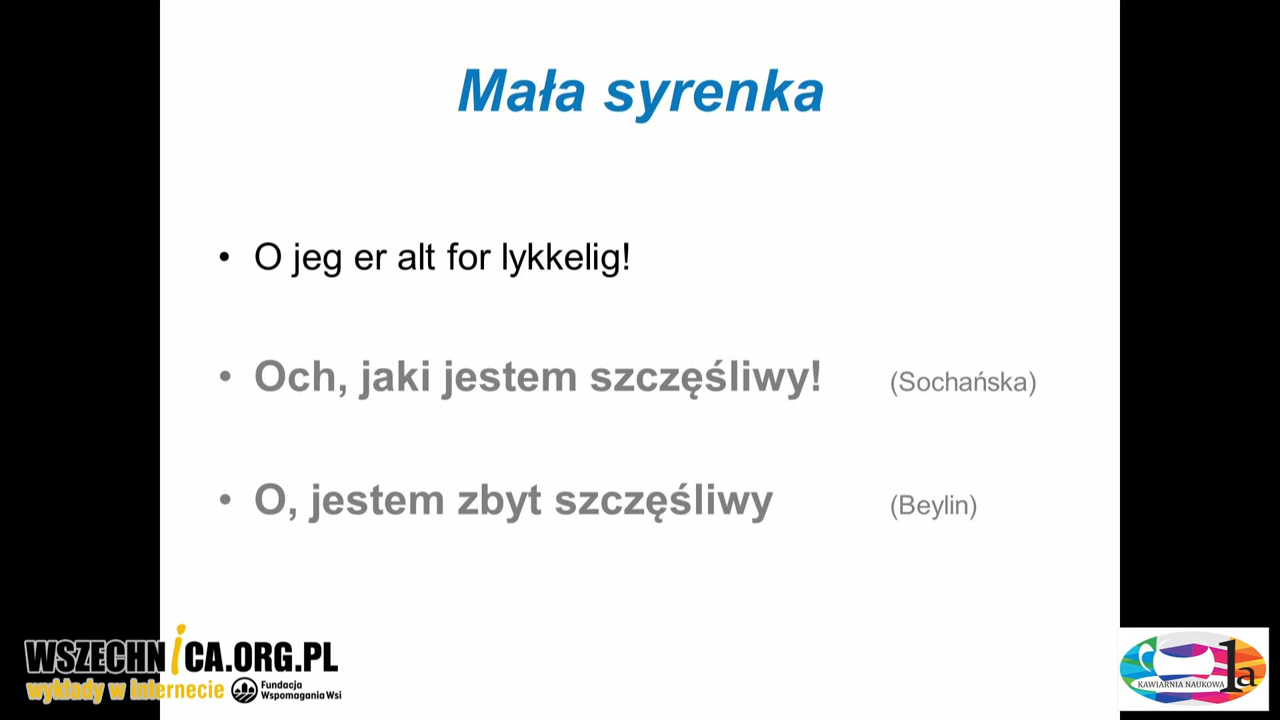 Mała syrenka
• O jeg er alt for lykkelig!
• Och, jaki jestem szczęśliwy! (Sochańska)
• O, jestem zbyt szczęśliwy (Beylin)
WSZECHNICA.ORG.PL
wykłady w Internecie
Fundacja
Wspomagania Wsi
KAWIARNIA NAUKOWA 1a